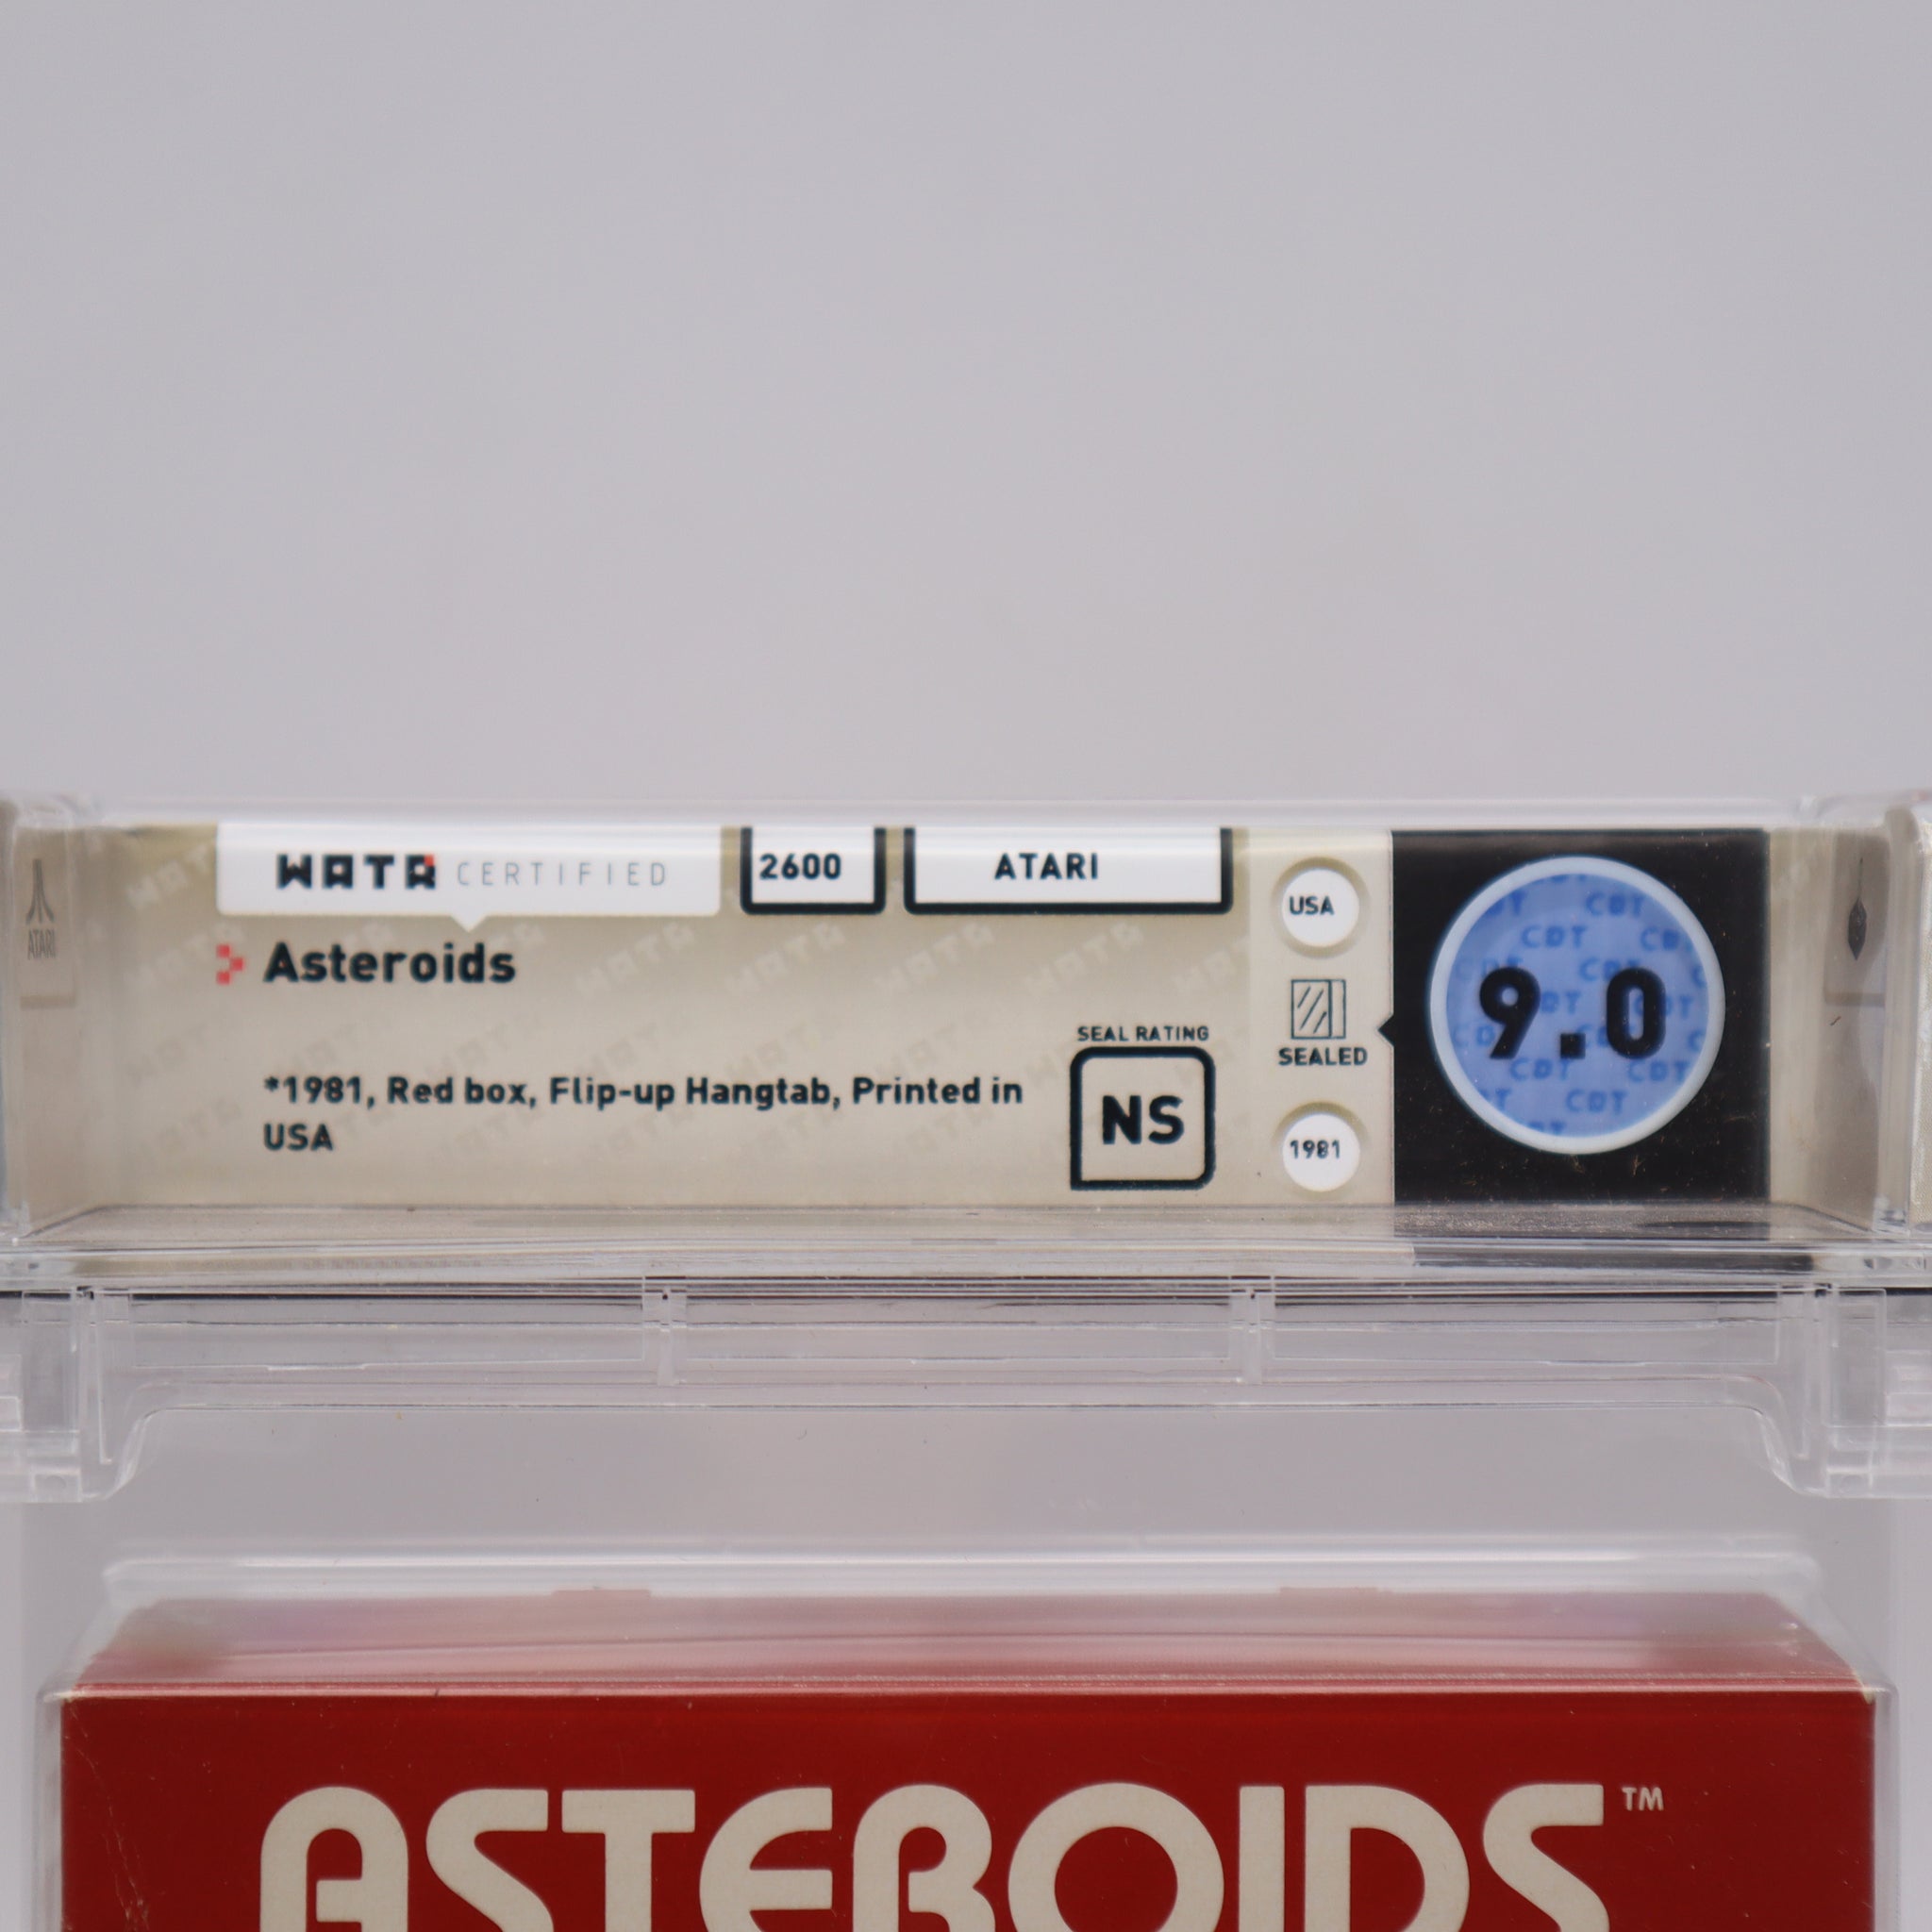 WATA CERTIFIED
2600
ATARI
Asteroids
*1981, Red box, Flip-up Hangtab, Printed in
USA
SEAL RATING
NS
USA
SEALED
1981
9.0
ATARI
ASTEROIDS™